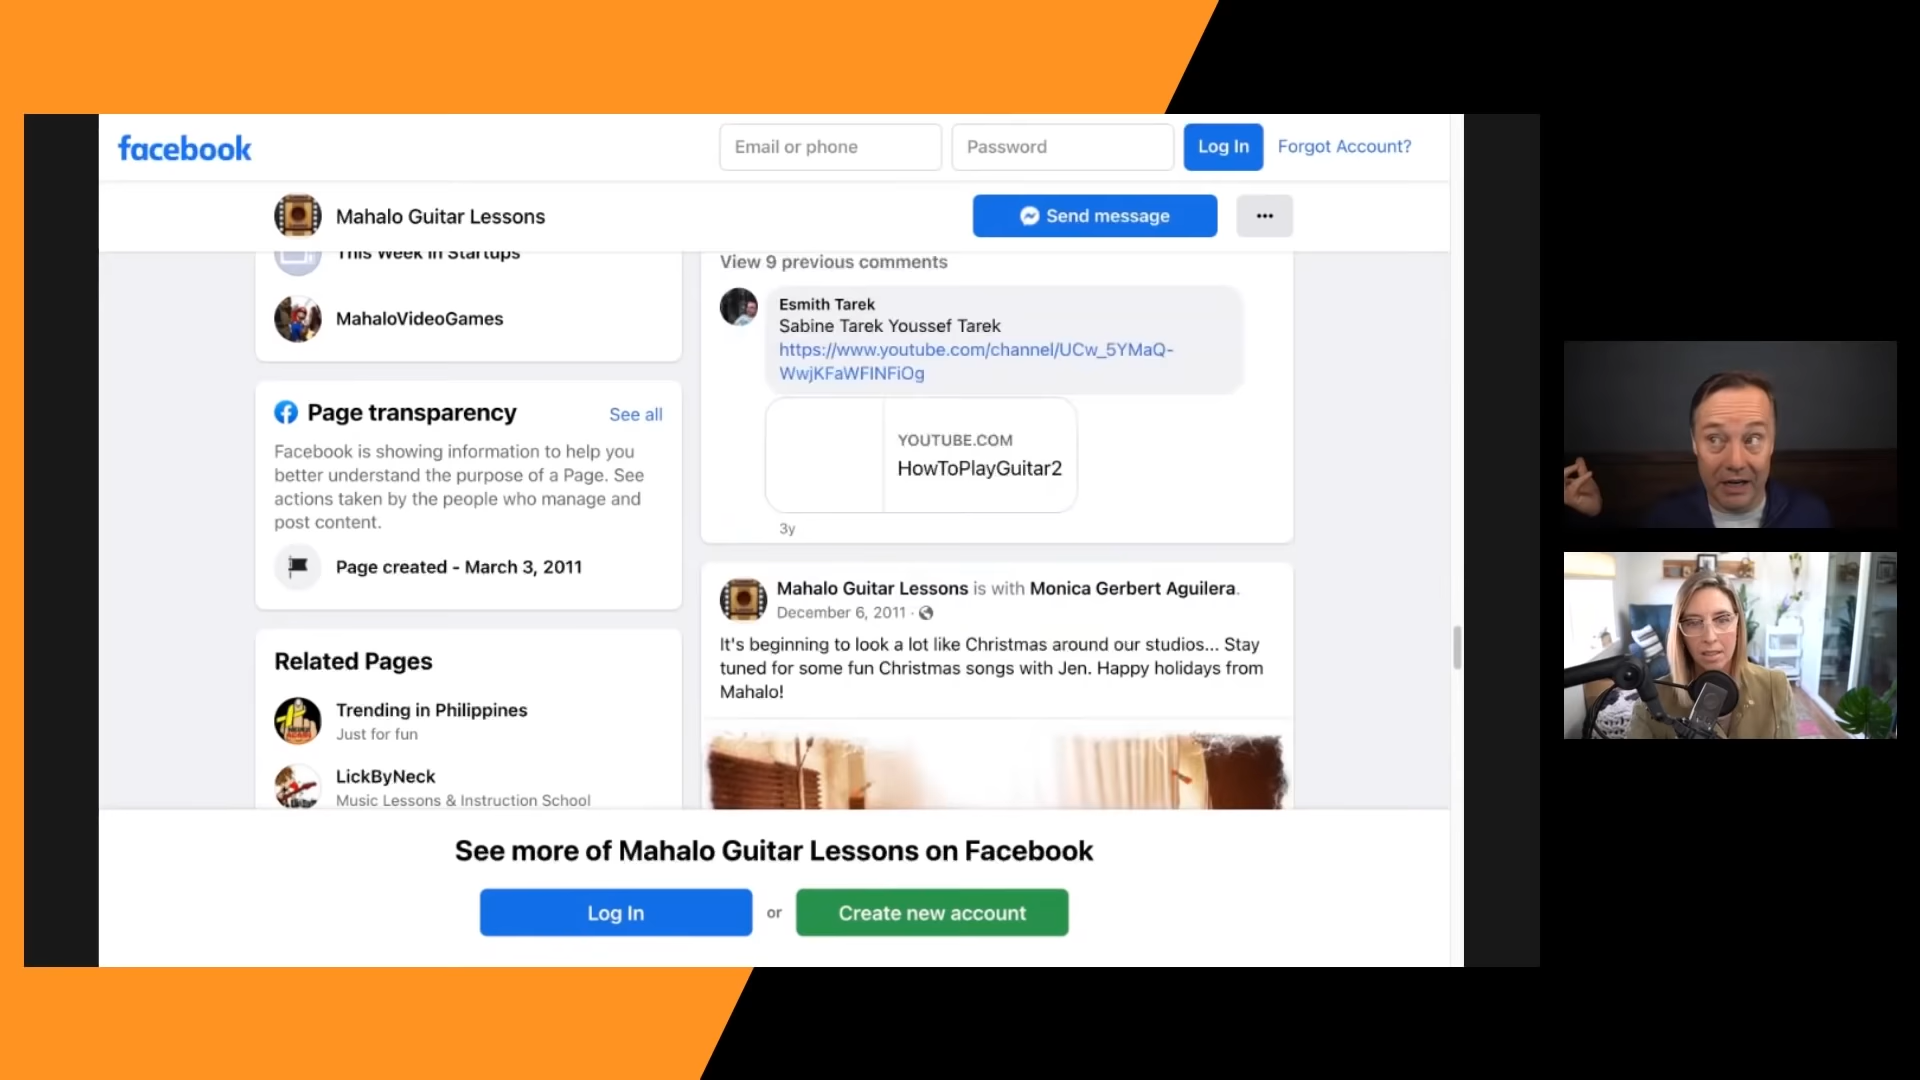 facebook
Email or phone
Password
Log In
Forgot Account?
Mahalo Guitar Lessons
Send message
This Week in Startups
MahaloVideoGames
Page transparency
See all
Facebook is showing information to help you
better understand the purpose of a Page. See
actions taken by the people who manage and
post content.
Page created - March 3, 2011
Related Pages
Trending in Philippines
Just for fun
LickByNeck
Music Lessons & Instruction School
View 9 previous comments
Esmith Tarek
Sabine Tarek Youssef Tarek
https://www.youtube.com/channel/UCw_5YMaQ-
WwjKFaWFINFiOg
YOUTUBE.COM
HowToPlayGuitar2
3y
Mahalo Guitar Lessons is with Monica Gerbert Aguilera.
December 6, 2011 ·
It's beginning to look a lot like Christmas around our studios... Stay
tuned for some fun Christmas songs with Jen. Happy holidays from
Mahalo!
See more of Mahalo Guitar Lessons on Facebook
Log In
or
Create new account